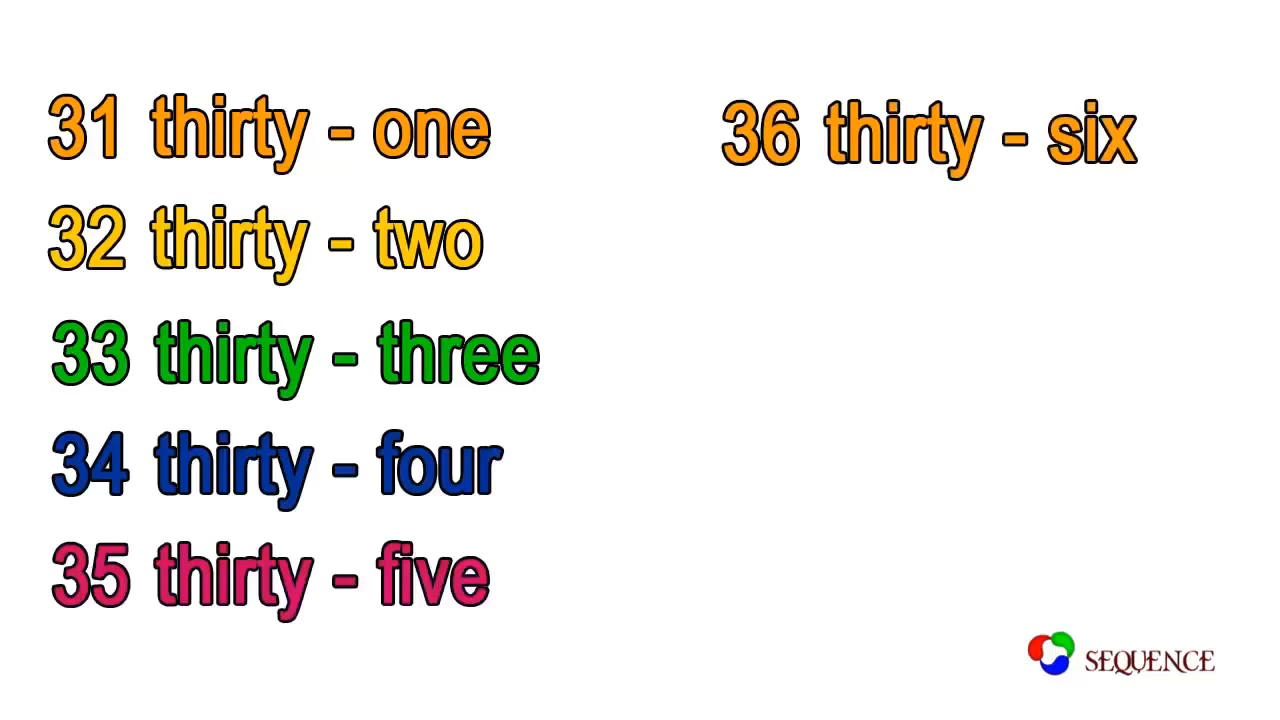 31 thirty - one
32 thirty - two
33 thirty - three
34 thirty - four
35 thirty - five
36 thirty - six
SEQUENCE